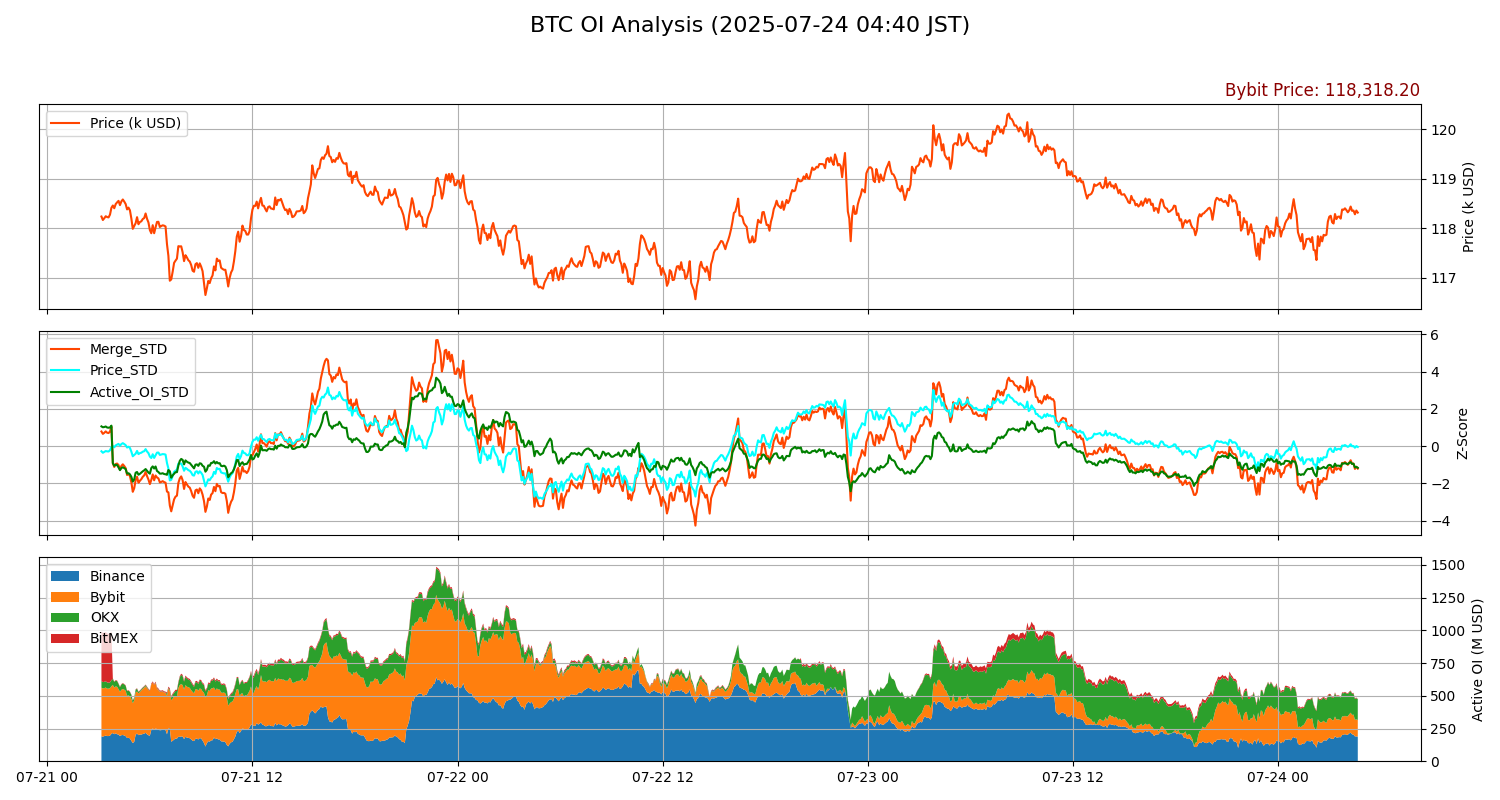 BTC OI Analysis (2025-07-24 04:40 JST)
Bybit Price: 118,318.20
Price (k USD)
120
119
118
117
Price (k USD)
Merge_STD
Price_STD
Active_OI_STD
6
4
2
0
−2
−4
Z-Score
Binance
Bybit
OKX
BitMEX
1500
1250
1000
750
500
250
0
Active OI (M USD)
07-21 00
07-21 12
07-22 00
07-22 12
07-23 00
07-23 12
07-24 00